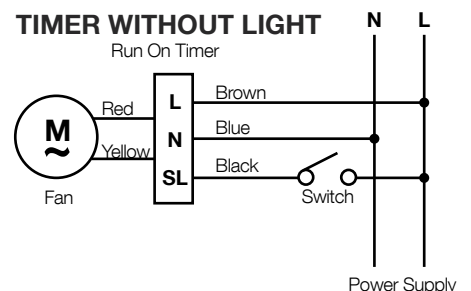 TIMER WITHOUT LIGHT
Run On Timer
N L
Red
Yellow
M
~
Fan
L
N
SL
Brown
Blue
Black
Switch
Power Supply